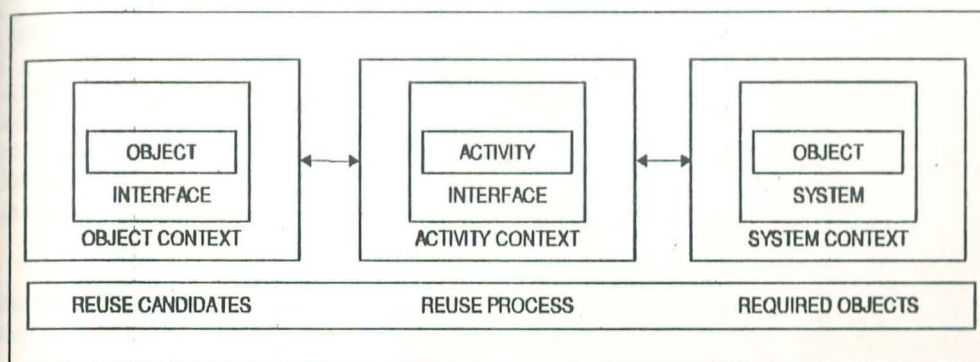 OBJECT ACTIVITY OBJECT
INTERFACE INTERFACE SYSTEM
OBJECT CONTEXT ACTIVITY CONTEXT SYSTEM CONTEXT
REUSE CANDIDATES REUSE PROCESS REQUIRED OBJECTS